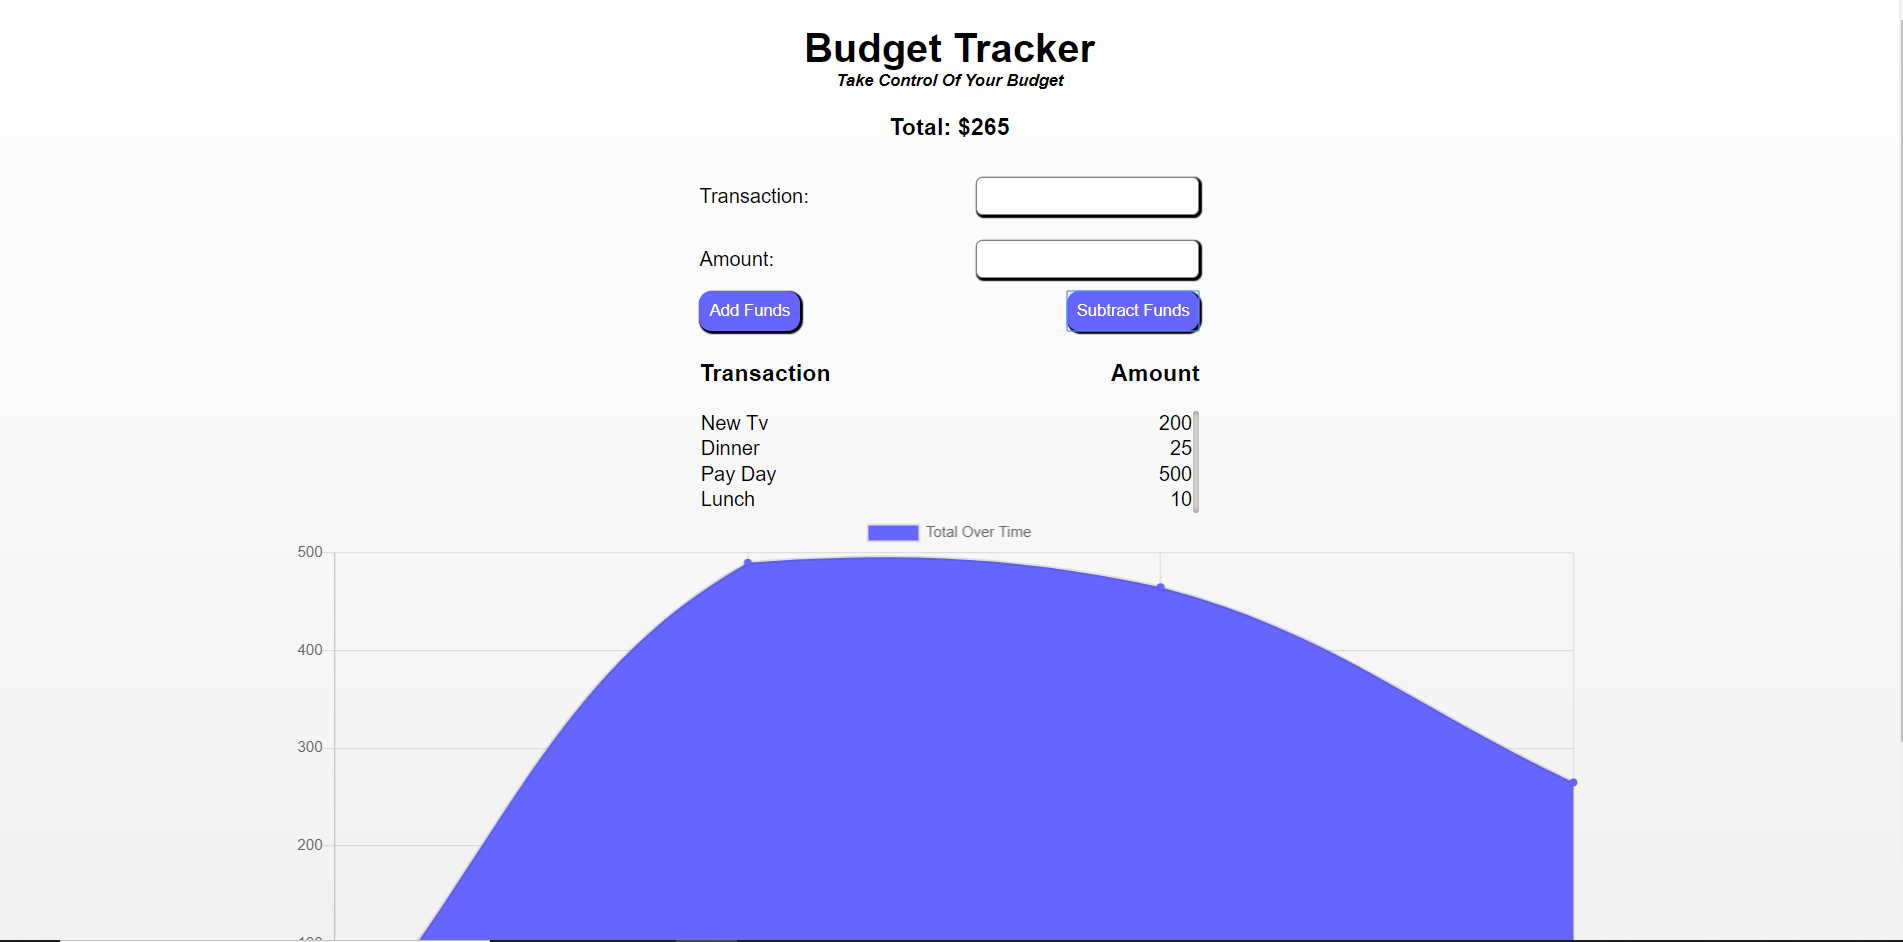 Budget Tracker
Take Control Of Your Budget
Total: $265
Transaction:
Amount:
Add Funds Subtract Funds
Transaction Amount
New Tv 200
Dinner 25
Pay Day 500
Lunch 10
Total Over Time
500
400
300
200